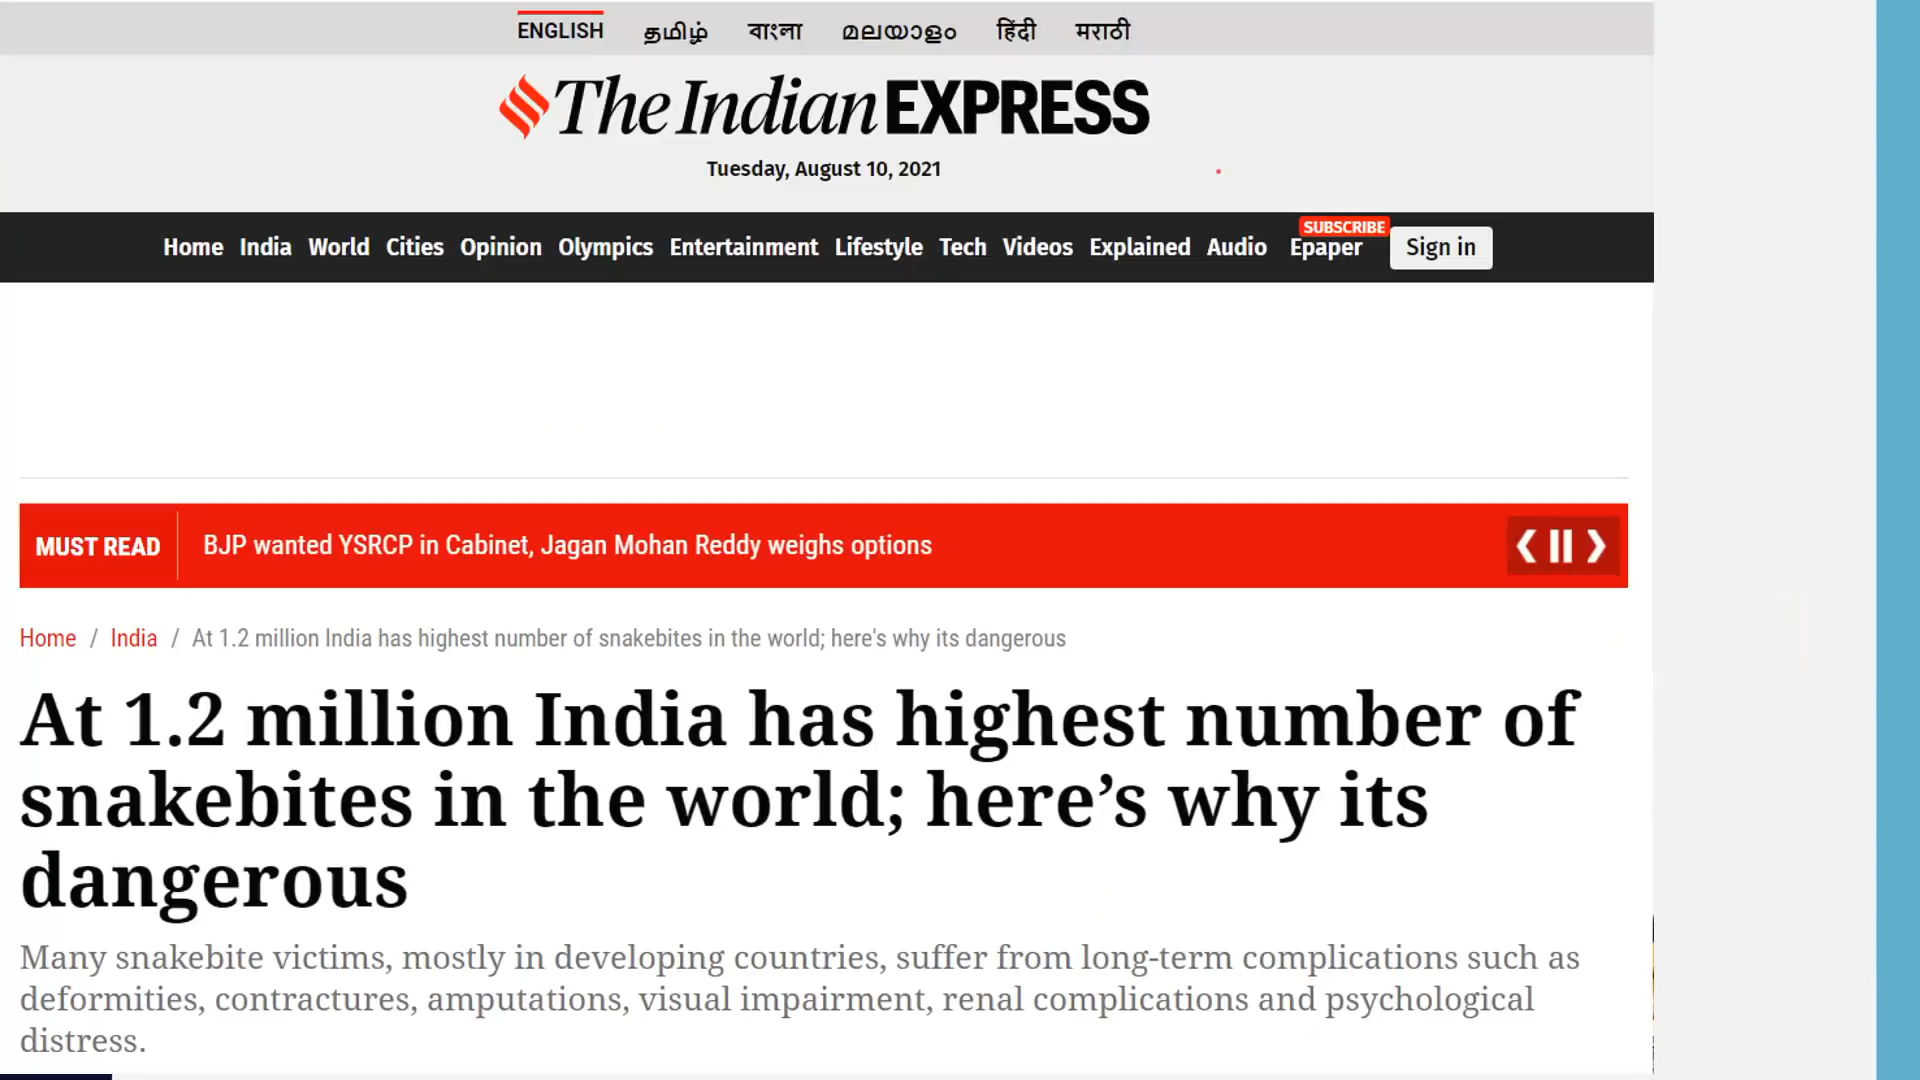 ENGLISH தமிழ் বাংলা മലയാളം हिंदी मराठी
The Indian EXPRESS
Tuesday, August 10, 2021
SUBSCRIBE
Home India World Cities Opinion Olympics Entertainment Lifestyle Tech Videos Explained Audio Epaper Sign in
MUST READ BJP wanted YSRCP in Cabinet, Jagan Mohan Reddy weighs options
Home / India / At 1.2 million India has highest number of snakebites in the world; here's why its dangerous
At 1.2 million India has highest number of
snakebites in the world; here’s why its
dangerous
Many snakebite victims, mostly in developing countries, suffer from long-term complications such as
deformities, contractures, amputations, visual impairment, renal complications and psychological
distress.